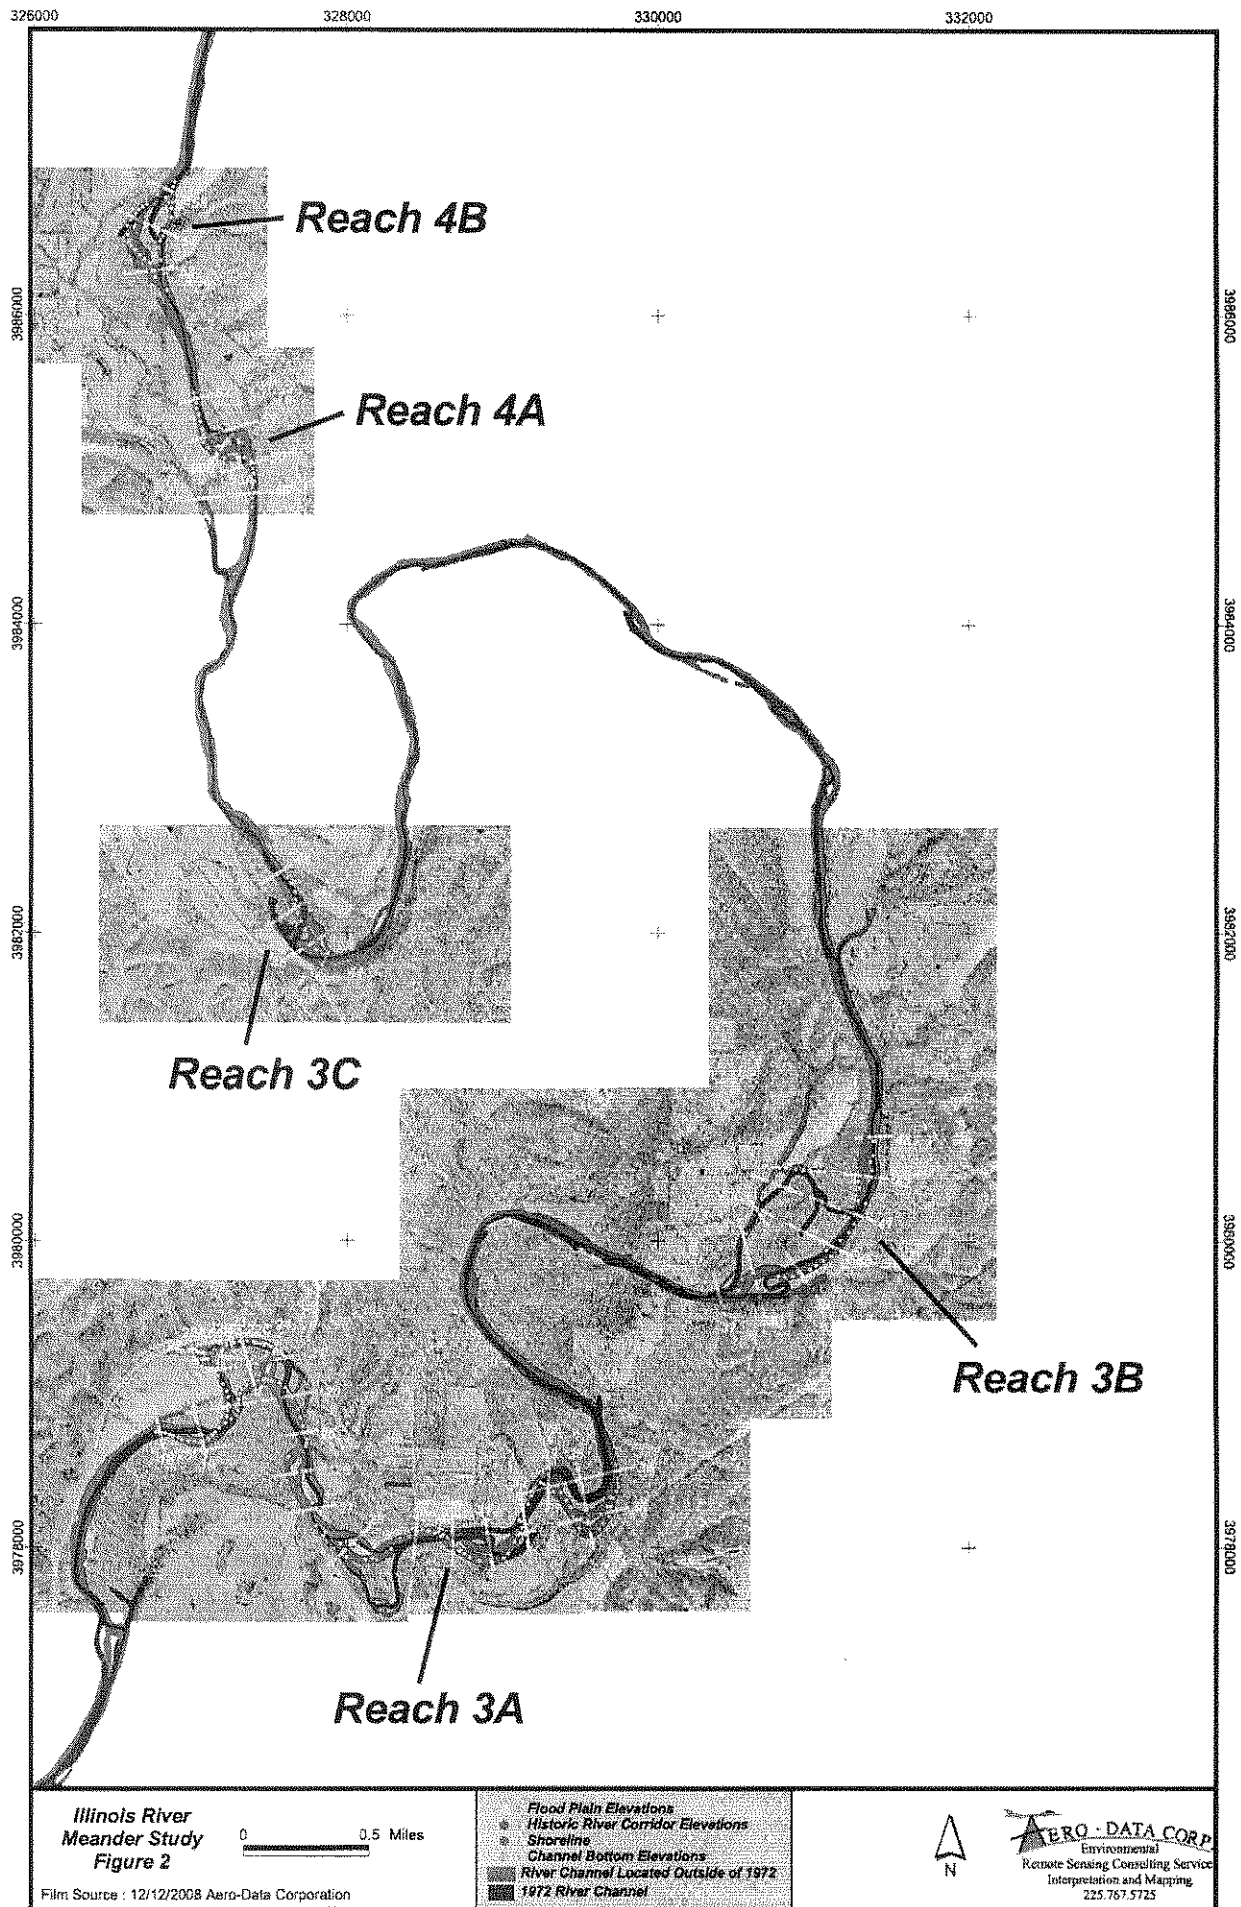 326000 328000 330000 332000
Reach 4B
3986000 3986000
Reach 4A
3984000 3984000
3982000 3982000
Reach 3C
3980000 3980000
Reach 3B
3978000 3978000
Reach 3A
Illinois River
Meander Study
Figure 2
0 0.5 Miles
Film Source : 12/12/2008 Aero-Data Corporation
Flood Plain Elevations
Historic River Corridor Elevations
Shoreline
Channel Bottom Elevations
River Channel Located Outside of 1972
1972 River Channel
N
AERO-DATA CORP
Environmental
Remote Sensing Consulting Service
Interpretation and Mapping
225.767.5725